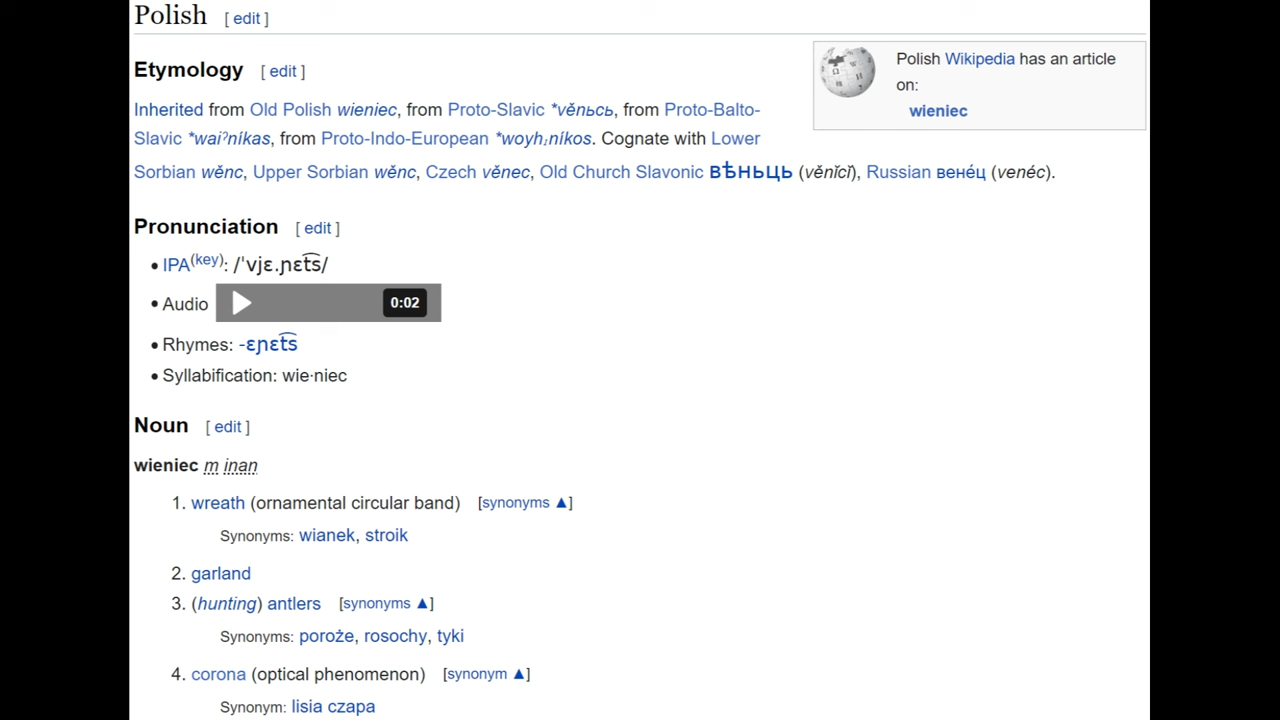 Polish [ edit ]
Etymology [ edit ]
Polish Wikipedia has an article
on:
wieniec
Inherited from Old Polish wieniec, from Proto-Slavic *věnьcь, from Proto-Balto-
Slavic *waiˀníkas, from Proto-Indo-European *woyh₁níkos. Cognate with Lower
Sorbian wěnc, Upper Sorbian wěnc, Czech věnec, Old Church Slavonic вѣньць (věnĭcĭ), Russian вене́ц (venéc).
Pronunciation [ edit ]
• IPA(key): /ˈvjɛ.ɲɛt͡s/
• Audio 0:02
• Rhymes: -ɛɲɛt͡s
• Syllabification: wie·niec
Noun [ edit ]
wieniec m inan
1. wreath (ornamental circular band) [synonyms ▲]
Synonyms: wianek, stroik
2. garland
3. (hunting) antlers [synonyms ▲]
Synonyms: poroże, rosochy, tyki
4. corona (optical phenomenon) [synonym ▲]
Synonym: lisia czapa